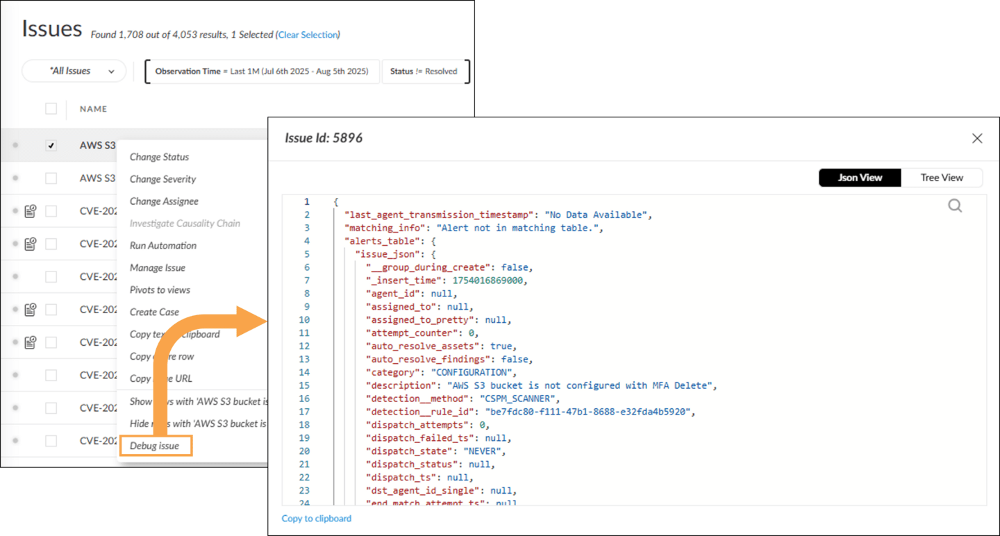 Issues Found 1,708 out of 4,053 results, 1 Selected (Clear Selection)
*All Issues
Observation Time = Last 1M (Jul 6th 2025 - Aug 5th 2025)
Status != Resolved
NAME
AWS S3
AWS S3
CVE-202
CVE-202
CVE-202
CVE-202
CVE-202
CVE-202
CVE-202
CVE-202
Change Status
Change Severity
Change Assignee
Investigate Causality Chain
Run Automation
Manage Issue
Pivots to views
Create Case
Copy clipboard
Copy row
Copy URL
Show with 'AWS S3 bucket is
Hide with 'AWS S3 bucket is
Debug issue
Issue Id: 5896
Json View
Tree View
1 {
2 "last_agent_transmission_timestamp": "No Data Available",
3 "matching_info": "Alert not in matching table.",
4 "alerts_table": {
5 "issue_json": {
6 "__group_during_create": false,
7 "_insert_time": 1754016869000,
8 "agent_id": null,
9 "assigned_to": null,
10 "assigned_to_pretty": null,
11 "attempt_counter": 0,
12 "auto_resolve_assets": true,
13 "auto_resolve_findings": false,
14 "category": "CONFIGURATION",
15 "description": "AWS S3 bucket is not configured with MFA Delete",
16 "detection__method": "CSPM_SCANNER",
17 "detection__rule_id": "be7fdc80-f111-47b1-8688-e32fda4b5920",
18 "dispatch_attempts": 0,
19 "dispatch_failed_ts": null,
20 "dispatch_state": "NEVER",
21 "dispatch_status": null,
22 "dispatch_ts": null,
23 "dst_agent_id_single": null,
24 "end_match_attempt_ts": null
Copy to clipboard